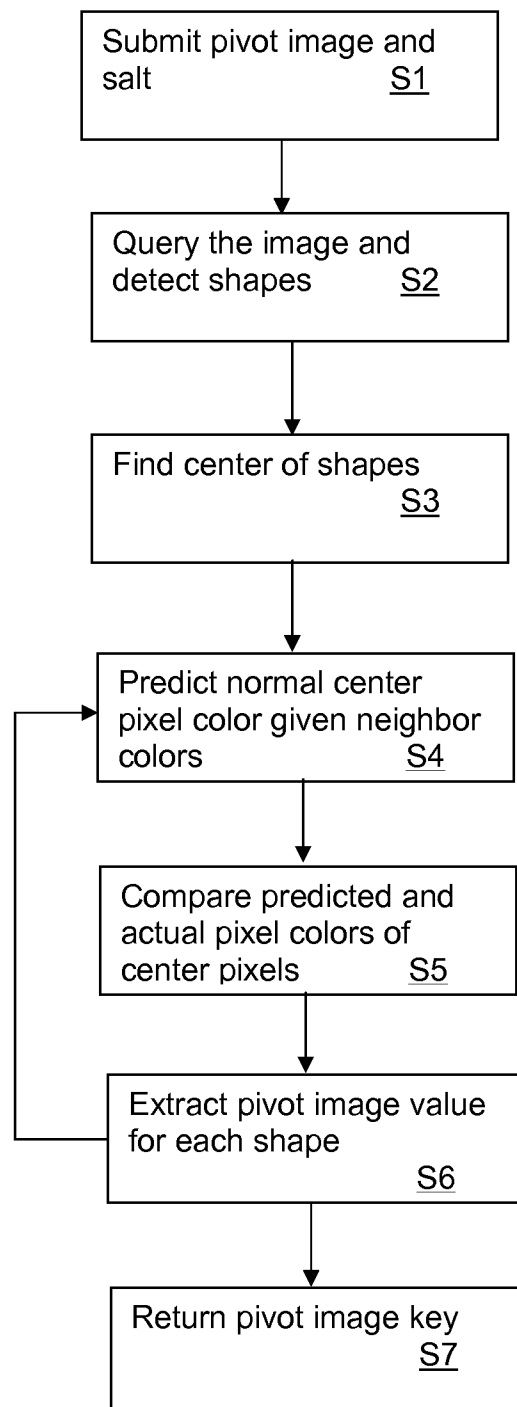 Submit pivot image and
salt S1
Query the image and
detect shapes S2
Find center of shapes
S3
Predict normal center
pixel color given neighbor
colors S4
Compare predicted and
actual pixel colors of
center pixels S5
Extract pivot image value
for each shape
S6
Return pivot image key
S7